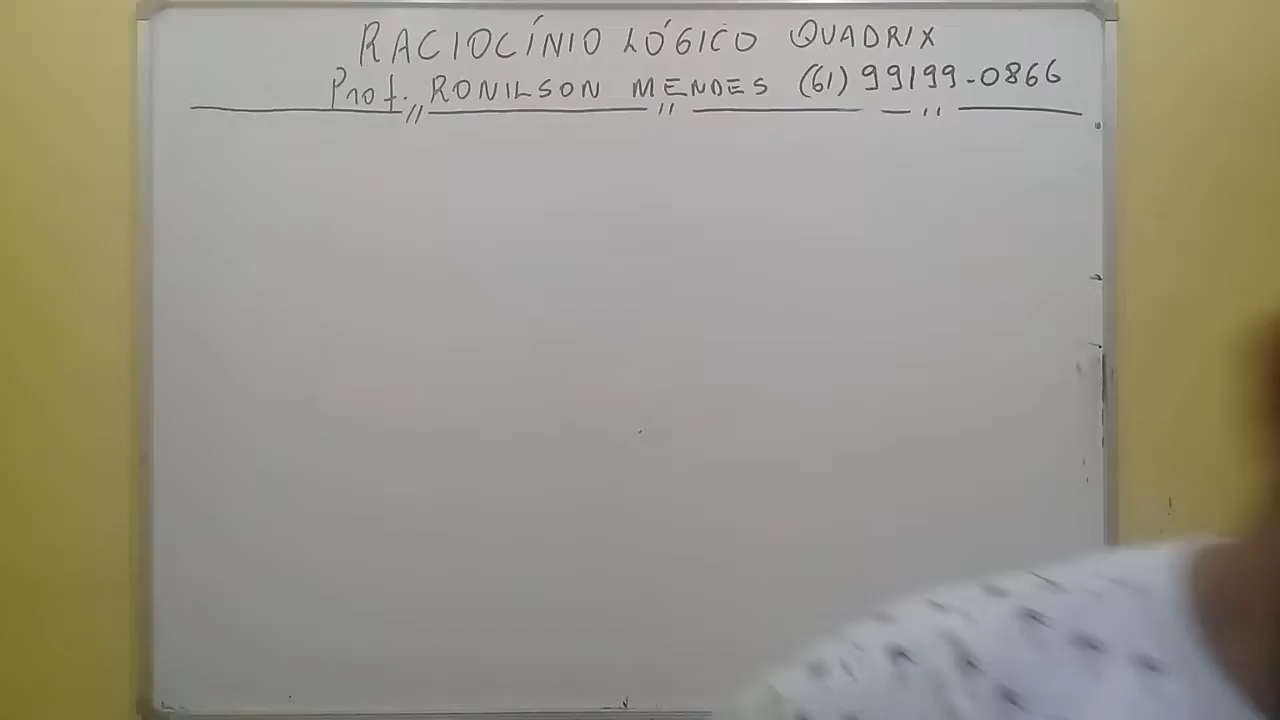 RACIOCÍNIO LÓGICO QUADRIX
Prof. RONILSON MENDES (61) 99199-0866